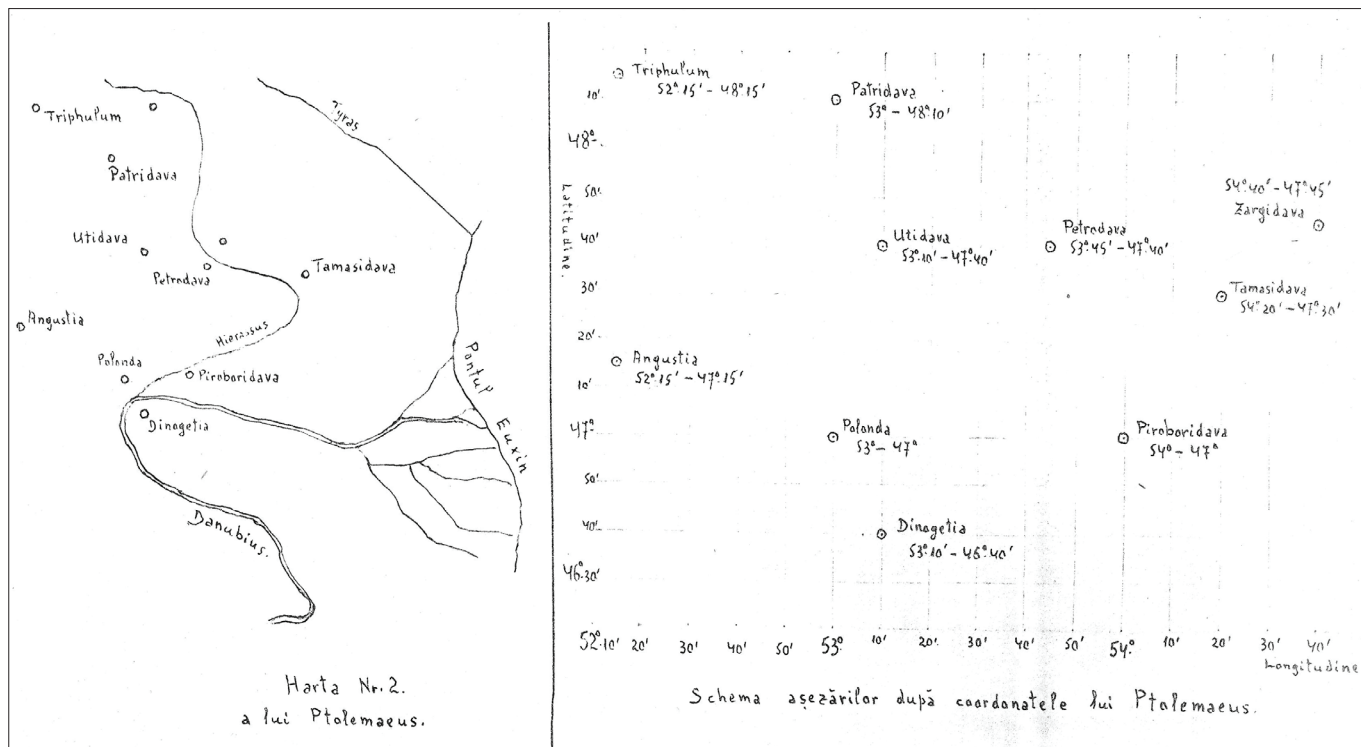 Triphulum
Patridava
Utidava
Petrodava
Tamasidava
Angustia
Hierassus
Polonda
Piroboridava
Dinogetia
Danubius.
Tyras
Pontul Euxin
Harta Nr. 2.
a lui Ptolemaeus.
Latitudine.
10'
48°
50'
40'
30'
20'
10'
47°
50'
40'
46°30'
Triphulum
52°15' - 48°15'
Patridava
53° - 48°10'
54°40' - 47°45'
Zargidava
Utidava
53°10' - 47°40'
Petrodava
53°45' - 47°40'
Tamasidava
54°20' - 47°30'
Angustia
52°15' - 47°15'
Polonda
53° - 47°
Piroboridava
54° - 47°
Dinogetia
53°10' - 46°40'
52°10' 20' 30' 40' 50' 53° 10' 20' 30' 40' 50' 54° 10' 20' 30' 40'
Longitudine
Schema așezărilor după coordonatele lui Ptolemaeus.